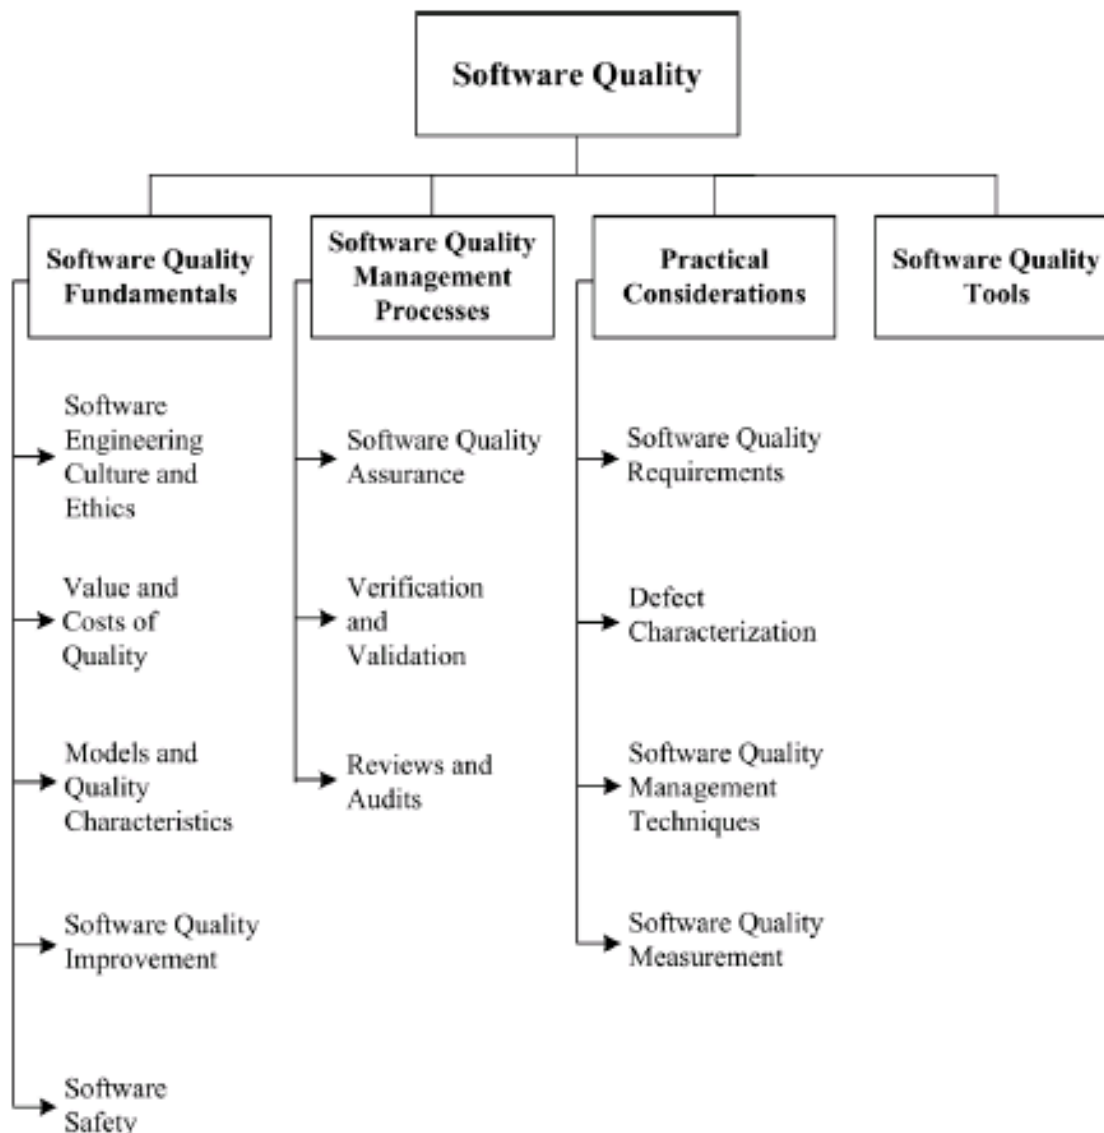 Software Quality
Software Quality
Fundamentals
Software
Engineering
Culture and
Ethics
Value and
Costs of
Quality
Models and
Quality
Characteristics
Software Quality
Improvement
Software
Safety
Software Quality
Management
Processes
Software Quality
Assurance
Verification
and
Validation
Reviews and
Audits
Practical
Considerations
Software Quality
Requirements
Defect
Characterization
Software Quality
Management
Techniques
Software Quality
Measurement
Software Quality
Tools